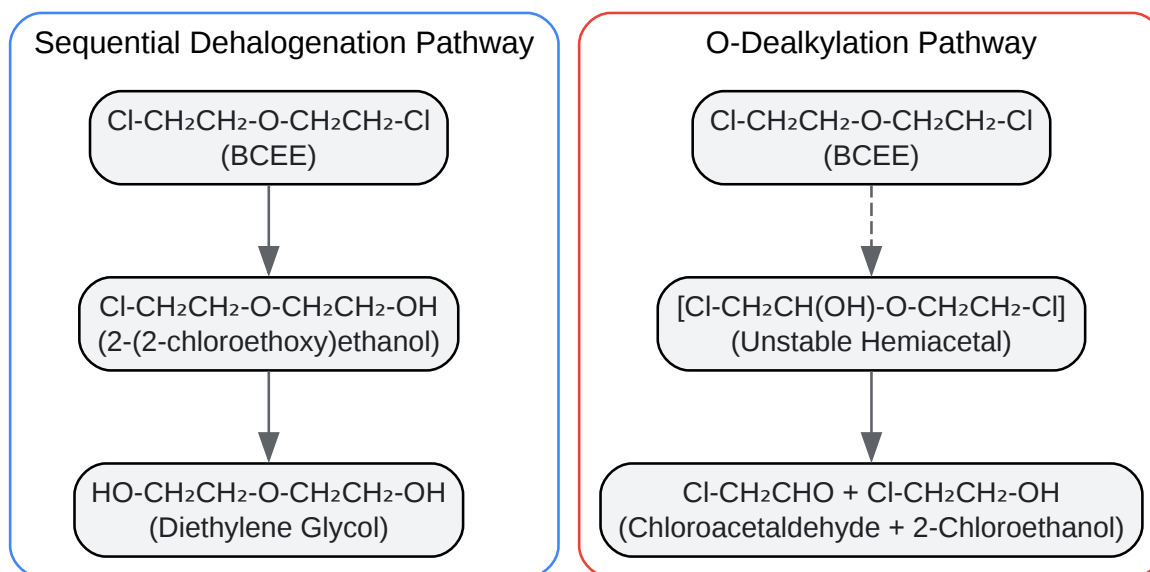 Sequential Dehalogenation Pathway
Cl-CH₂CH₂-O-CH₂CH₂-Cl
(BCEE)
Cl-CH₂CH₂-O-CH₂CH₂-OH
(2-(2-chloroethoxy)ethanol)
HO-CH₂CH₂-O-CH₂CH₂-OH
(Diethylene Glycol)
O-Dealkylation Pathway
Cl-CH₂CH₂-O-CH₂CH₂-Cl
(BCEE)
[Cl-CH₂CH(OH)-O-CH₂CH₂-Cl]
(Unstable Hemiacetal)
Cl-CH₂CHO + Cl-CH₂CH₂-OH
(Chloroacetaldehyde + 2-Chloroethanol)